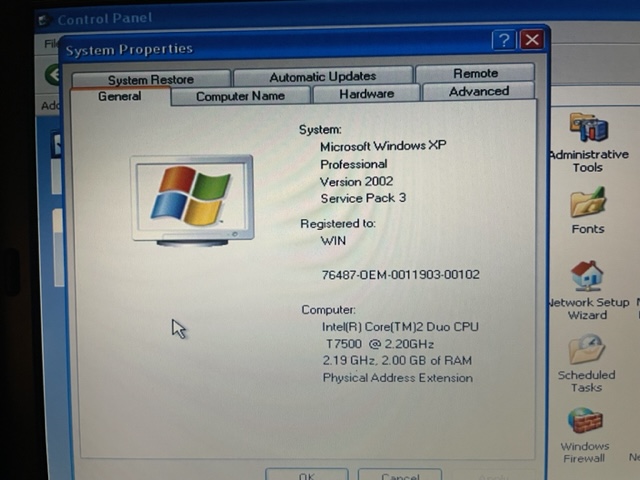 Control Panel
System Properties
System Restore
Automatic Updates
Remote
General
Computer Name
Hardware
Advanced
System:
Microsoft Windows XP
Professional
Version 2002
Service Pack 3
Registered to:
WIN
76487-OEM-0011903-00102
Computer:
Intel(R) Core(TM)2 Duo CPU
T7500 @ 2.20GHz
2.19 GHz, 2.00 GB of RAM
Physical Address Extension
OK
Cancel
Apply
Administrative
Tools
Fonts
Network Setup
Wizard
Scheduled
Tasks
Windows
Firewall